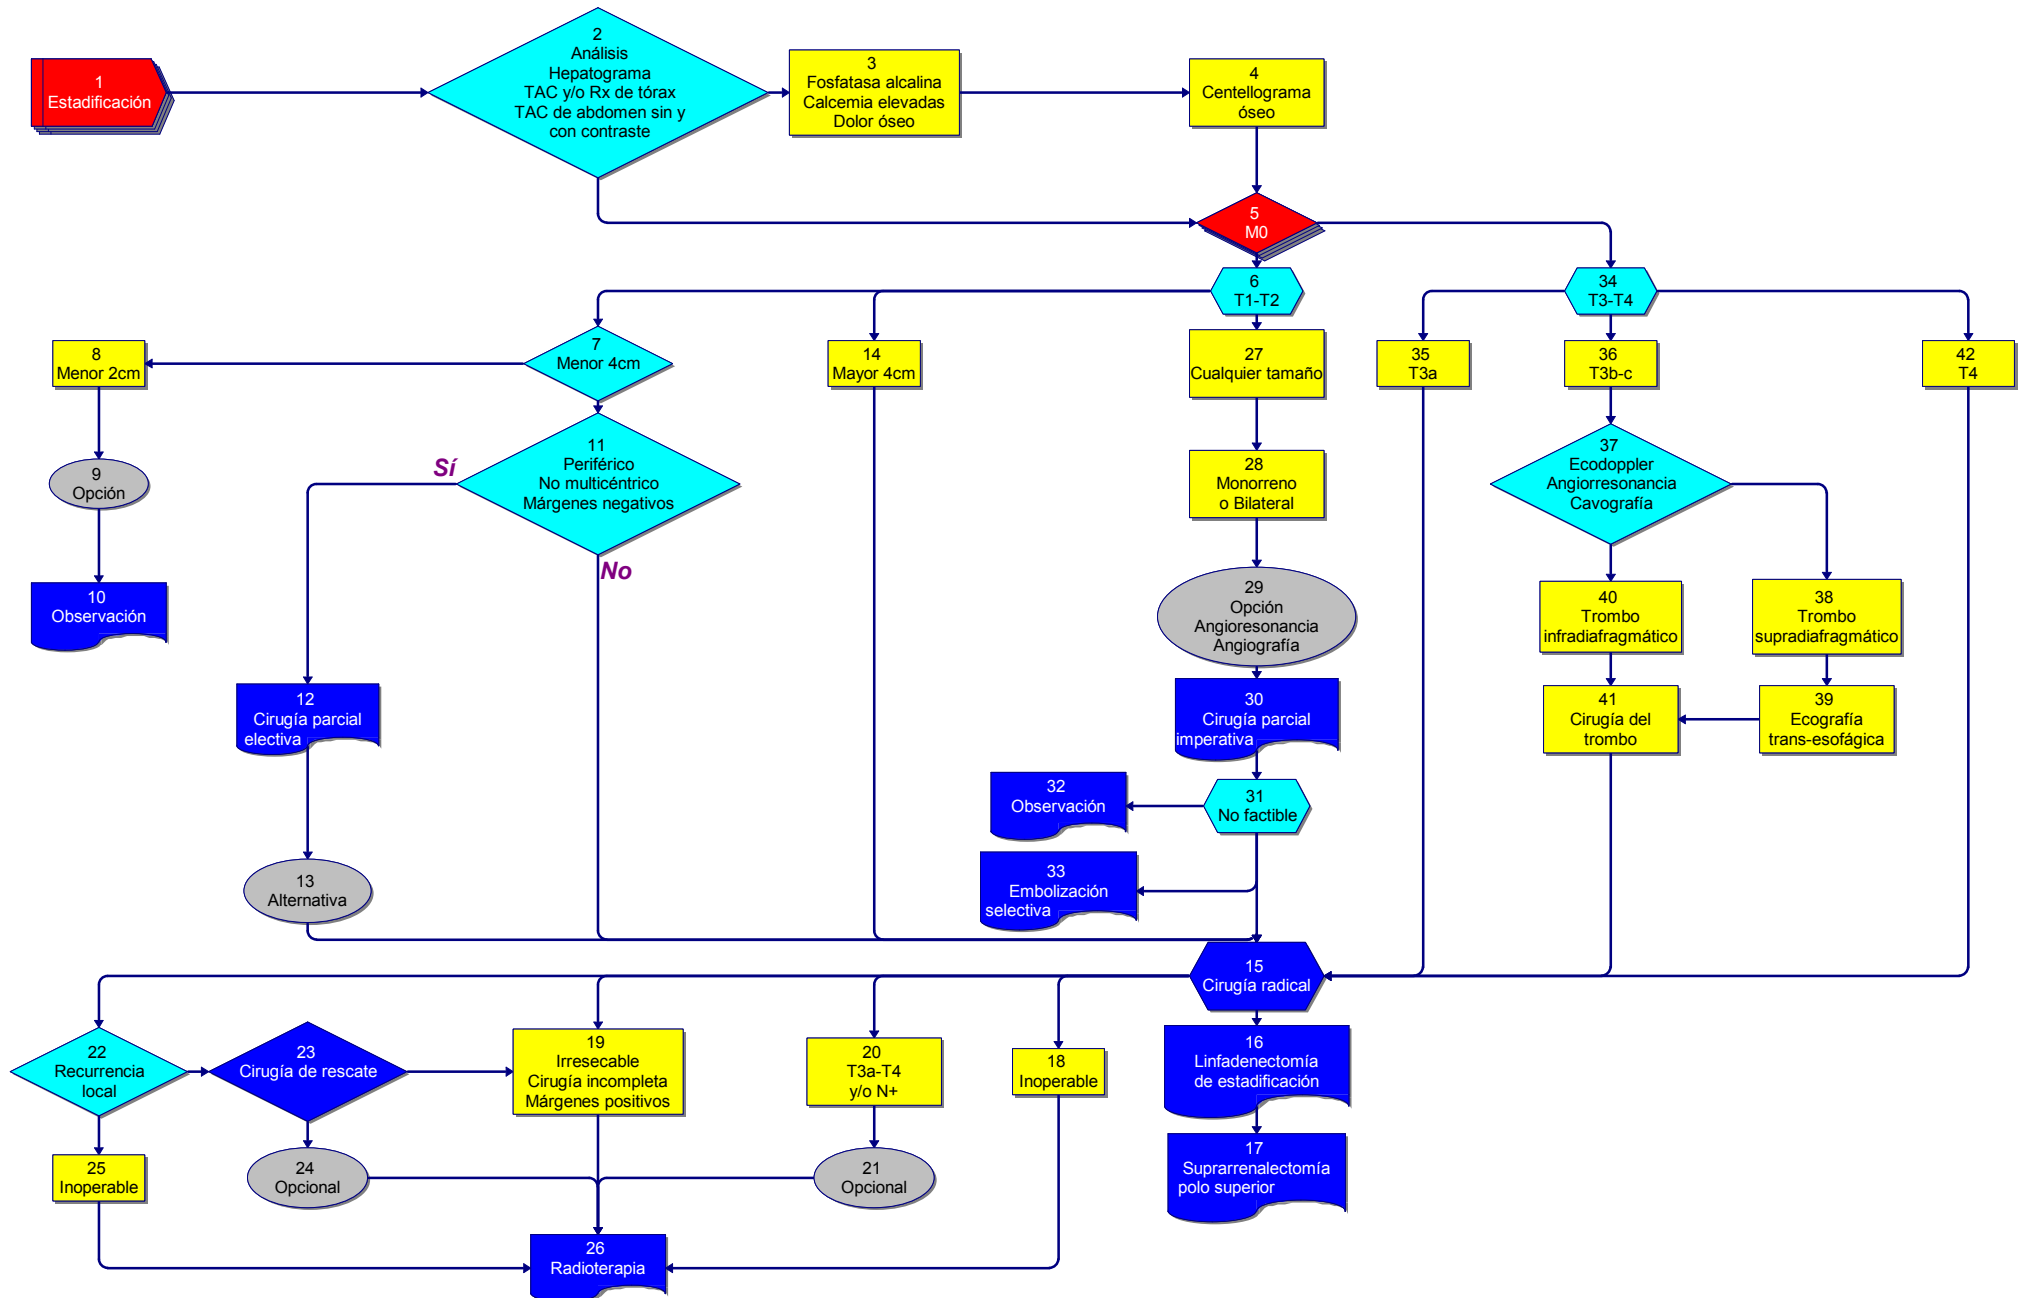 1
Estadificación
2
Análisis
Hepatograma
TAC y/o Rx de tórax
TAC de abdomen sin y
con contraste
3
Fosfatasa alcalina
Calcemia elevadas
Dolor óseo
4
Centellograma
óseo
5
M0
6
T1-T2
34
T3-T4
7
Menor 4cm
8
Menor 2cm
14
Mayor 4cm
27
Cualquier tamaño
35
T3a
36
T3b-c
42
T4
9
Opción
Sí
11
Periférico
No multicéntrico
Márgenes negativos
No
28
Monorreno
o Bilateral
37
Ecodoppler
Angiorresonancia
Cavografía
10
Observación
29
Opción
Angioresonancia
Angiografía
40
Trombo
infradiafragmático
38
Trombo
supradiafragmático
12
Cirugía parcial
electiva
30
Cirugía parcial
imperativa
41
Cirugía del
trombo
39
Ecografía
trans-esofágica
32
Observación
31
No factible
13
Alternativa
33
Embolización
selectiva
15
Cirugía radical
22
Recurrencia
local
23
Cirugía de rescate
19
Irresecable
Cirugía incompleta
Márgenes positivos
20
T3a-T4
y/o N+
18
Inoperable
16
Linfadenectomía
de estadificación
25
Inoperable
24
Opcional
21
Opcional
17
Suprarrenalectomía
polo superior
26
Radioterapia